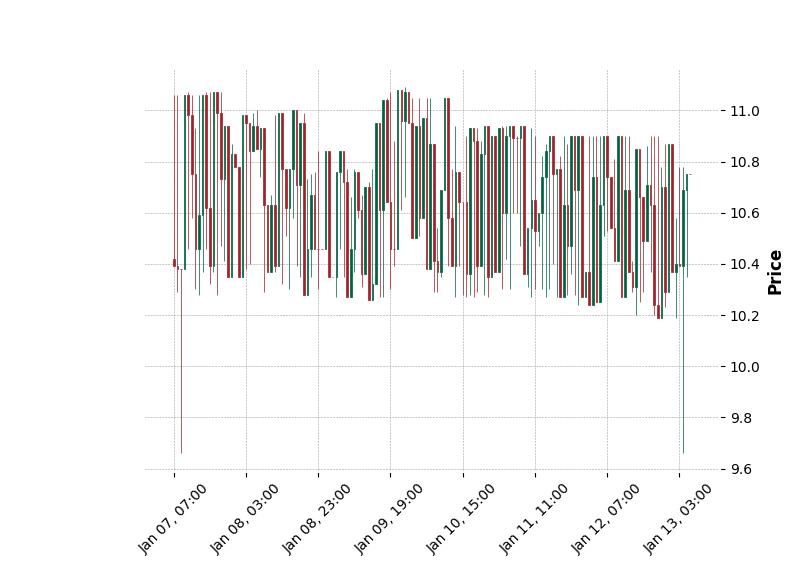 11.0
10.8
10.6
10.4
10.2
10.0
9.8
9.6
Price
Jan 07, 07:00
Jan 08, 03:00
Jan 08, 23:00
Jan 09, 19:00
Jan 10, 15:00
Jan 11, 11:00
Jan 12, 07:00
Jan 13, 03:00